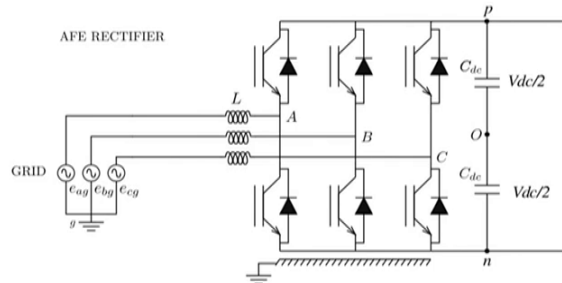 p
AFE RECTIFIER
C_dc
Vdc/2
L
A
B
O
C
GRID
C_dc
Vdc/2
e_ag e_bg e_cg
g
n